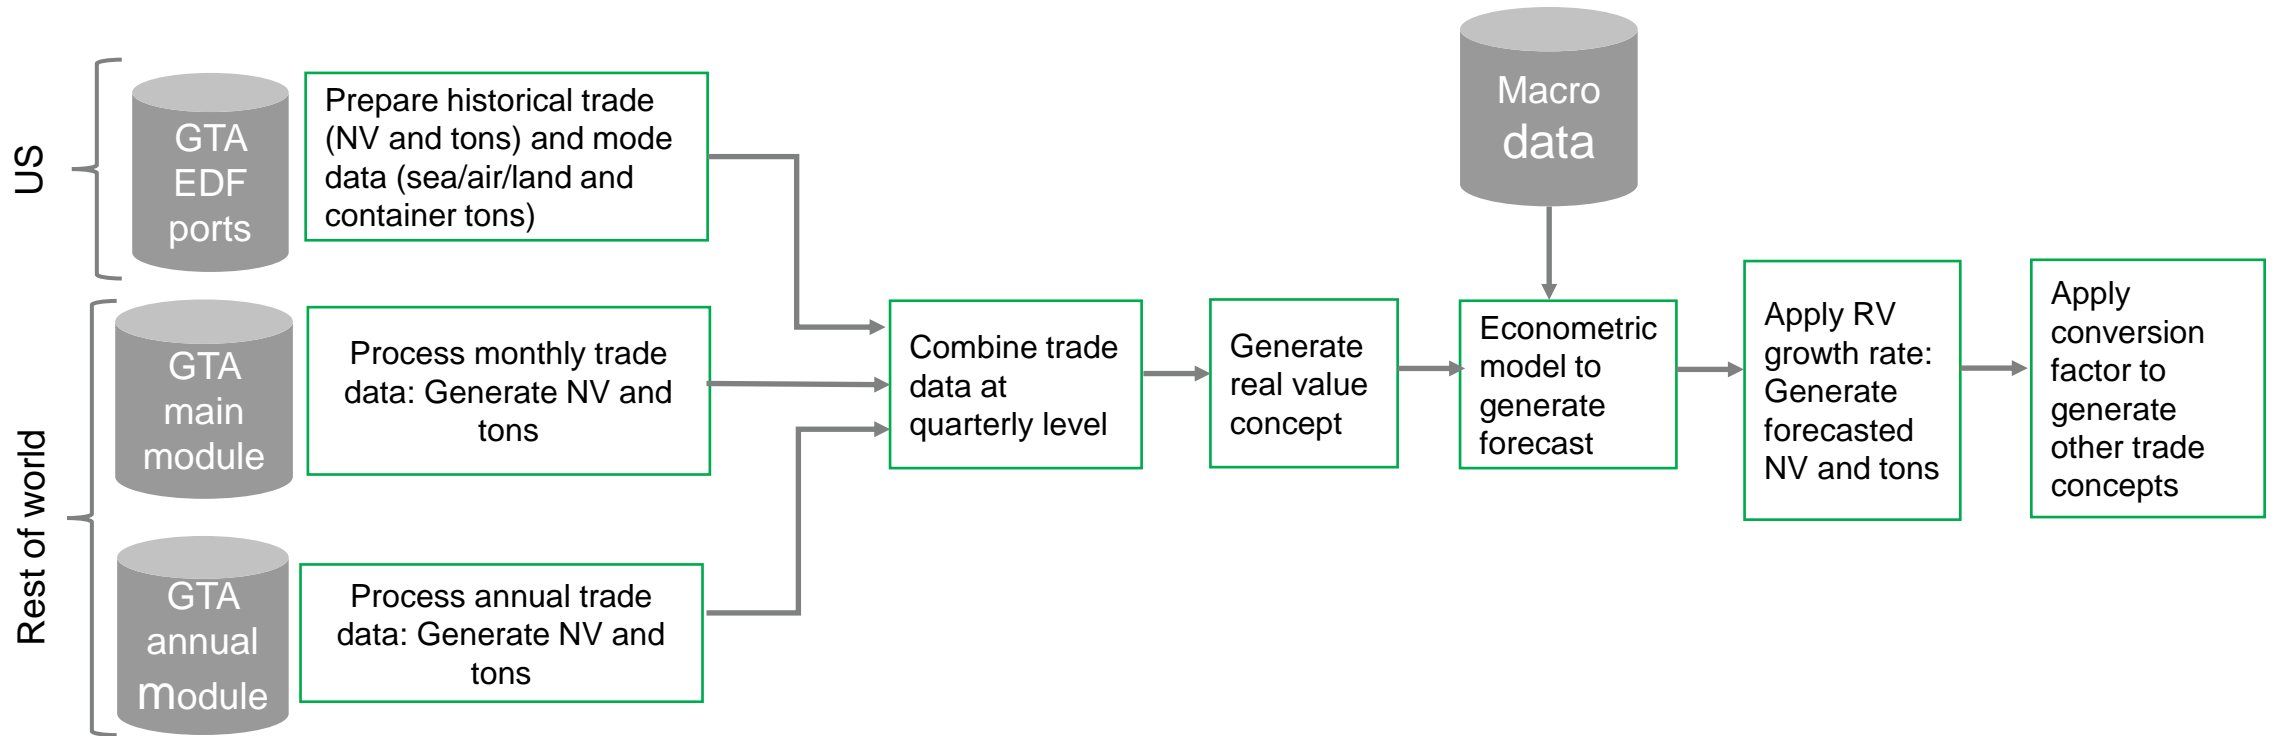 US
GTA
EDF
ports
Prepare historical trade
(NV and tons) and mode
data (sea/air/land and
container tons)
Rest of world
GTA
main
module
Process monthly trade
data: Generate NV and
tons
GTA
annual
module
Process annual trade
data: Generate NV and
tons
Combine trade
data at
quarterly level
Generate
real value
concept
Macro
data
Econometric
model to
generate
forecast
Apply RV
growth rate:
Generate
forecasted
NV and tons
Apply
conversion
factor to
generate
other trade
concepts